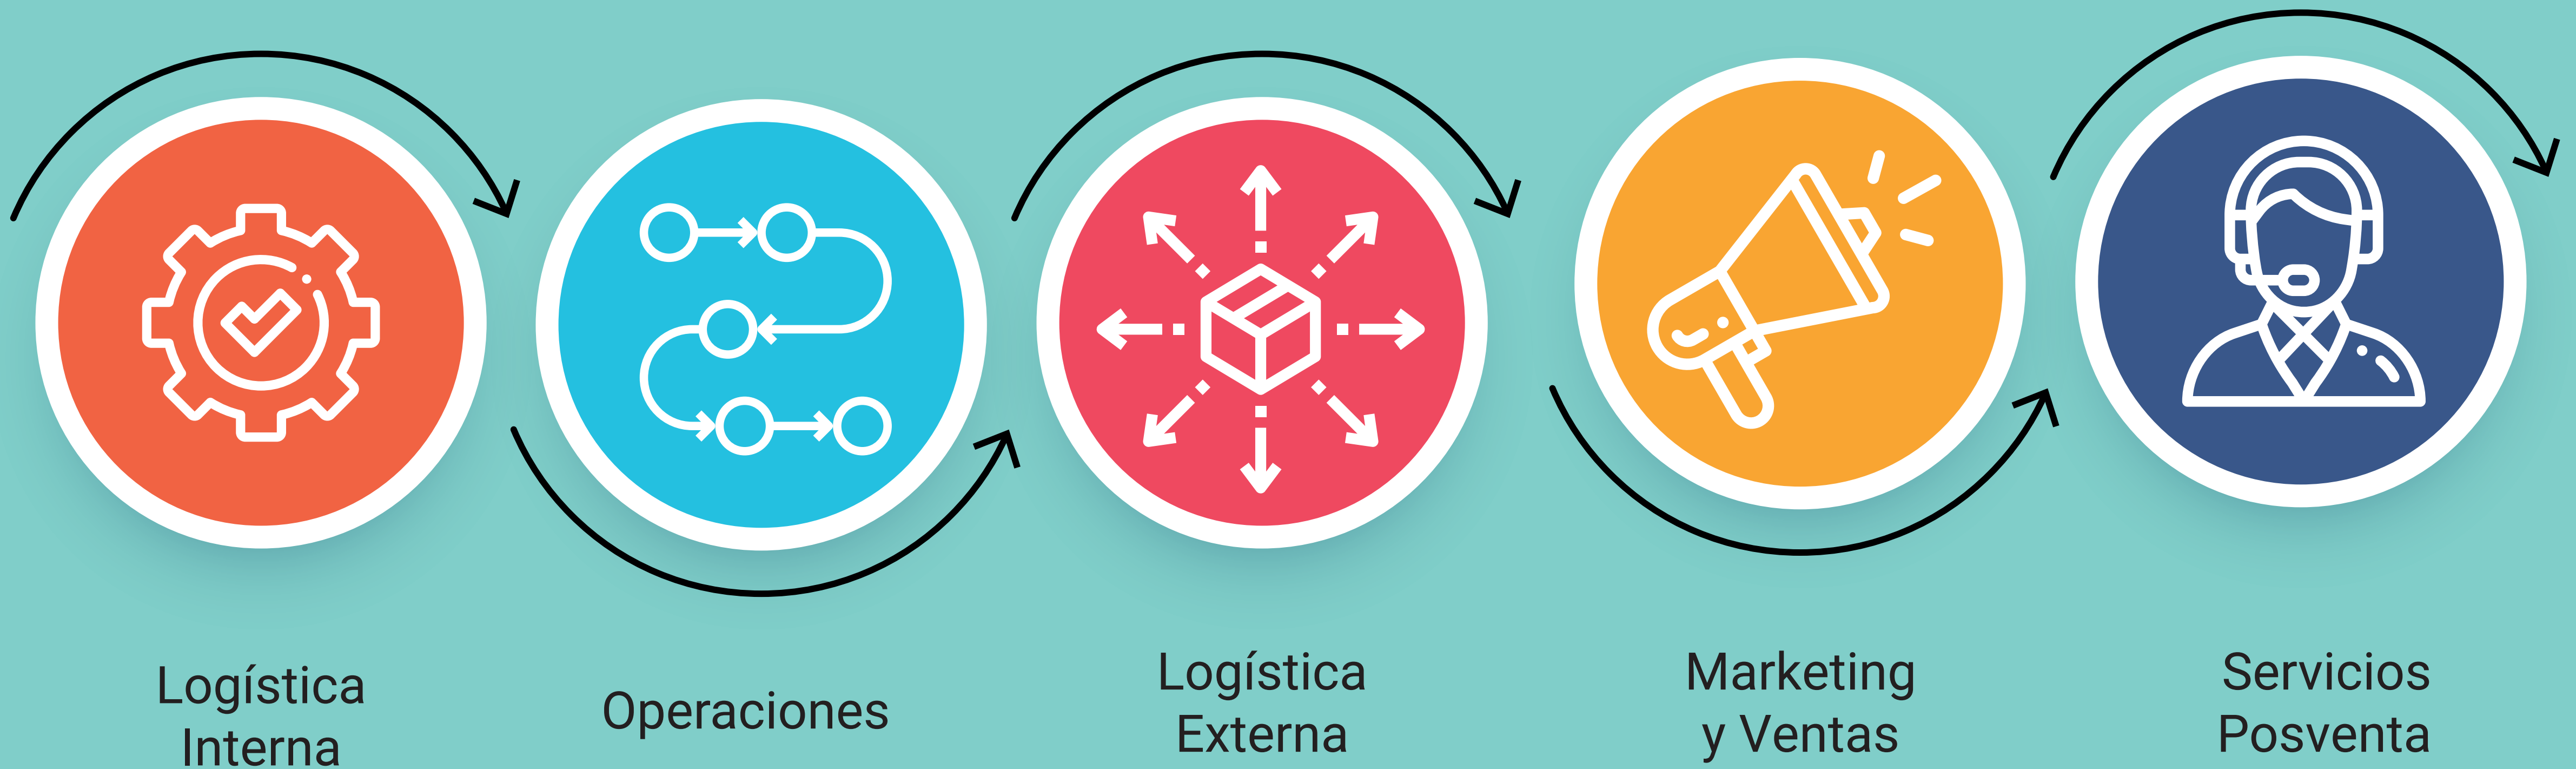 Logística
Interna
Operaciones
Logística
Externa
Marketing
y Ventas
Servicios
Posventa